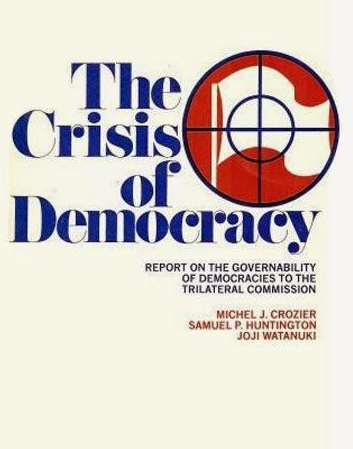 The
Crisis
of
Democracy
REPORT ON THE GOVERNABILITY
OF DEMOCRACIES TO THE
TRILATERAL COMMISSION
MICHEL J. CROZIER
SAMUEL P. HUNTINGTON
JOJI WATANUKI